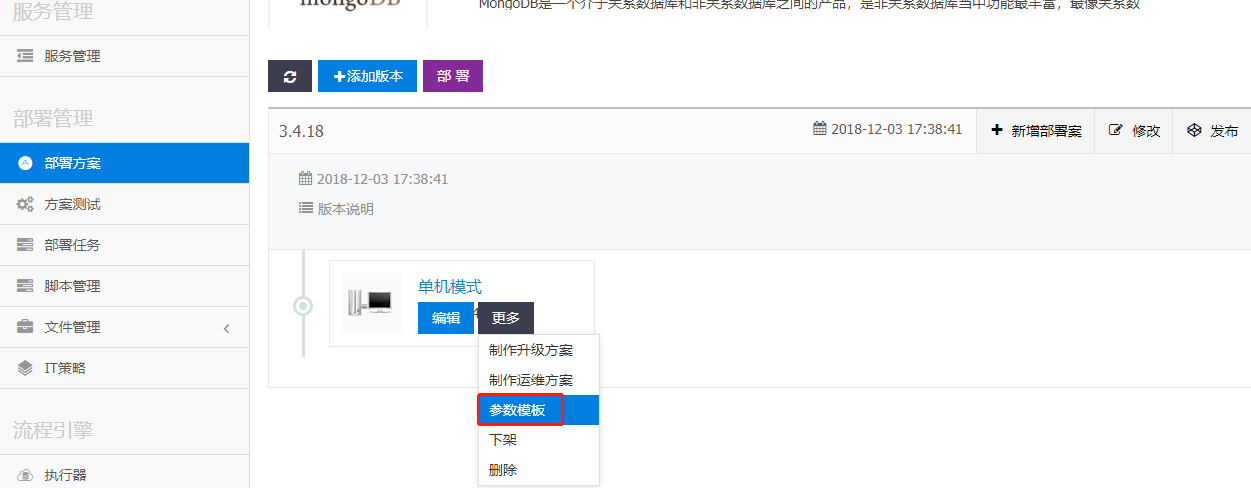 服务管理
服务管理
部署管理
部署方案
方案测试
部署任务
脚本管理
文件管理
IT策略
流程引擎
执行器
mongoDB
MongoDB是一个介于关系数据库和非关系数据库之间的产品，是非关系数据库当中功能最丰富，最像关系数
添加版本
部 署
3.4.18
2018-12-03 17:38:41
新增部署案
修改
发布
2018-12-03 17:38:41
版本说明
单机模式
编辑
更多
制作升级方案
制作运维方案
参数模板
下架
删除